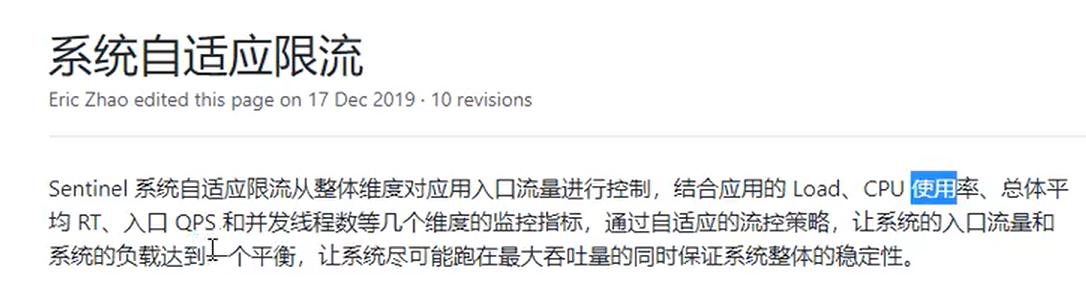 系统自适应限流
Eric Zhao edited this page on 17 Dec 2019 · 10 revisions
Sentinel 系统自适应限流从整体维度对应用入口流量进行控制，结合应用的 Load、CPU 使用率、总体平
均 RT、入口 QPS 和并发线程数等几个维度的监控指标，通过自适应的流控策略，让系统的入口流量和
系统的负载达到一个平衡，让系统尽可能跑在最大吞吐量的同时保证系统整体的稳定性。